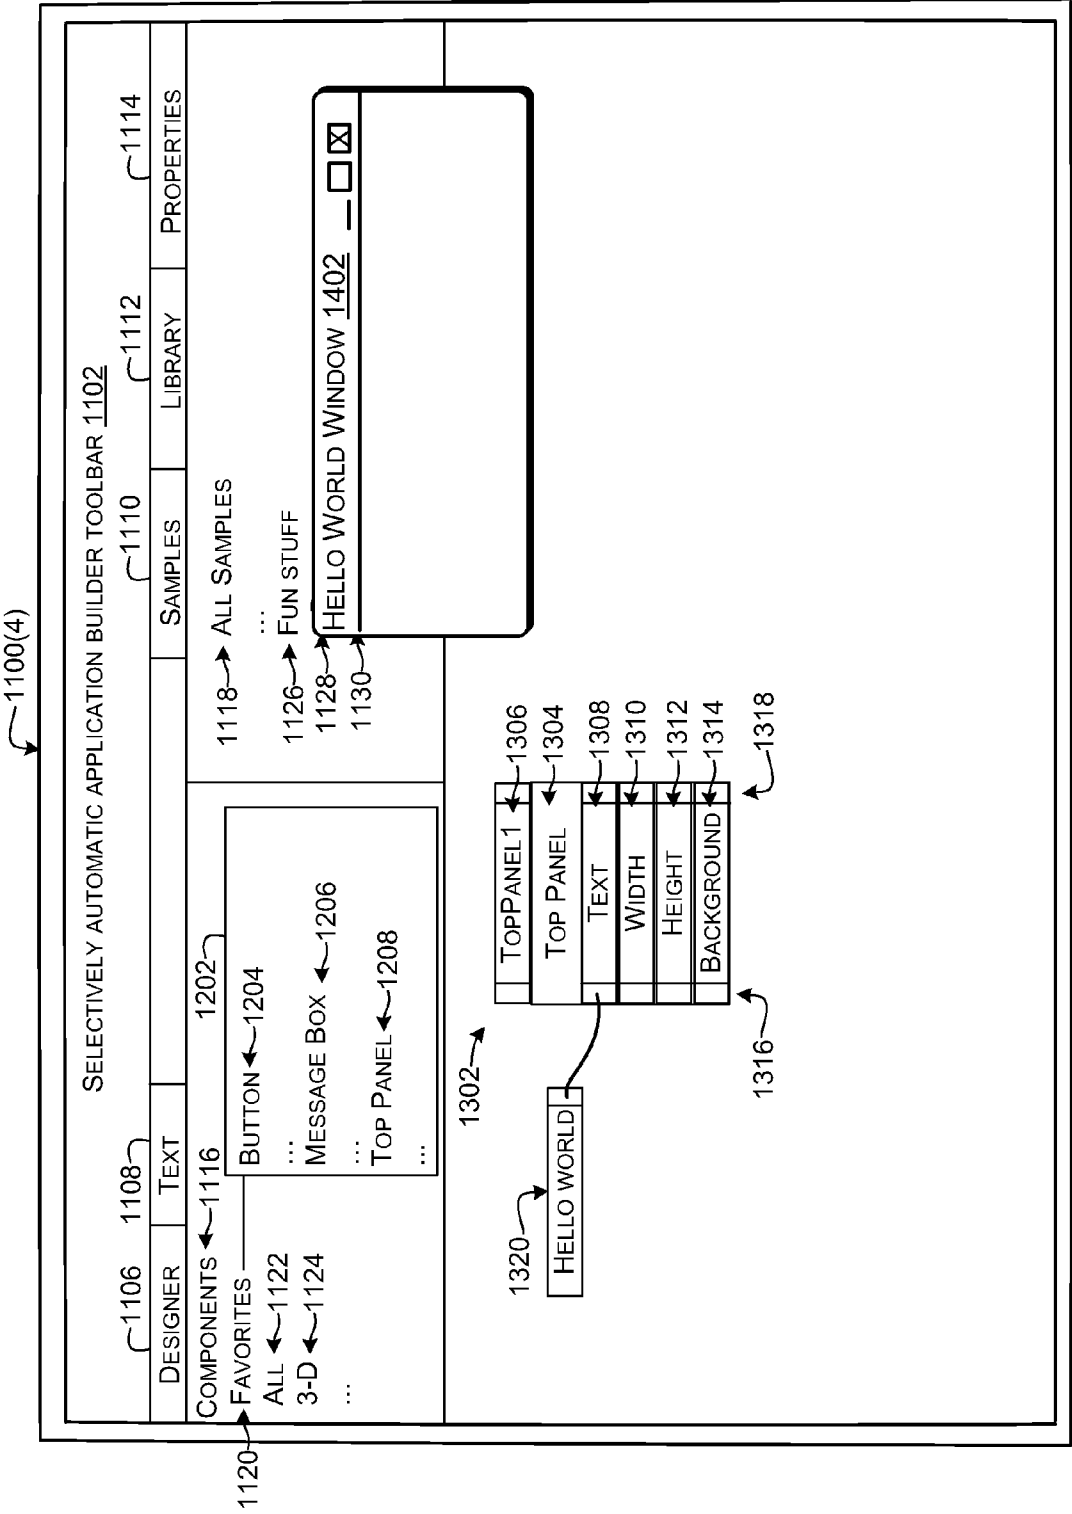 1100(4)
SELECTIVELY AUTOMATIC APPLICATION BUILDER TOOLBAR 1102
1106
1108
1110
1112
1114
DESIGNER
TEXT
SAMPLES
LIBRARY
PROPERTIES
COMPONENTS 1116
1120
FAVORITES
ALL 1122
3-D 1124
...
1202
BUTTON 1204
...
MESSAGE BOX 1206
...
TOP PANEL 1208
...
1118 ALL SAMPLES
...
1126 FUN STUFF
1128
1130
HELLO WORLD WINDOW 1402
X
1302
TOPPANEL1 1306
TOP PANEL 1304
TEXT 1308
WIDTH 1310
HEIGHT 1312
BACKGROUND 1314
1316
1318
1320
HELLO WORLD